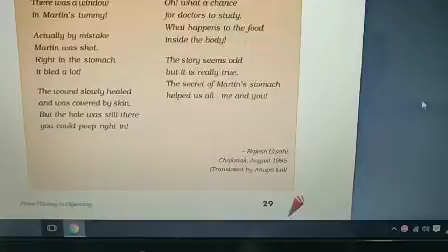 There was a window
in Martin's tummy!
Actually by mistake
Martin was shot.
Right in the stomach
it bled a lot!
The wound slowly healed
and was covered by skin.
But the hole was still there
you could peep right in!
Oh! what a chance
for doctors to study,
What happens to the food
inside the body!
The story seems odd
but it is really true.
The secret of Martin's stomach
helped us all - me and you!
– Rajesh Utsahi
Chakmak, August 1985
(Translated by Anupa Lal)
From Tasting to Digesting
29